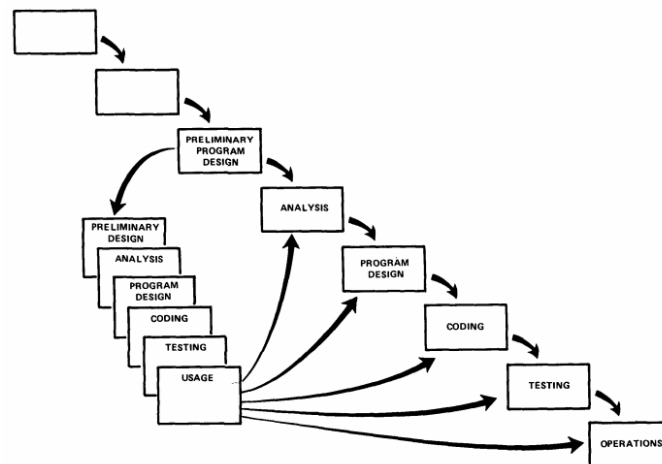 PRELIMINARY
PROGRAM
DESIGN
ANALYSIS
PRELIMINARY
DESIGN
ANALYSIS
PROGRAM
DESIGN
CODING
TESTING
USAGE
PROGRAM
DESIGN
CODING
TESTING
OPERATIONS